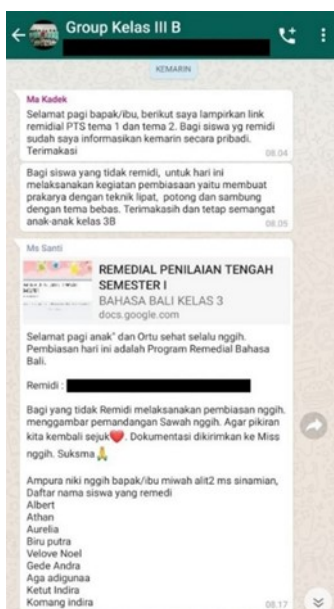 Group Kelas III B
KEMARIN
Ma Kadek
Selamat pagi bapak/ibu, berikut saya lampirkan link
remidial PTS tema 1 dan tema 2. Bagi siswa yg remidi
sudah saya informasikan kemarin secara pribadi.
Terimakasi
08.04
Bagi siswa yang tidak remidi, untuk hari ini
melaksanakan kegiatan pembiasaan yaitu membuat
prakarya dengan teknik lipat, potong dan sambung
dengan tema bebas. Terimakasih dan tetap semangat
anak-anak kelas 3B
08.05
Ms Santi
REMEDIAL PENILAIAN TENGAH
SEMESTER I
BAHASA BALI KELAS 3
docs.google.com
Selamat pagi anak" dan Ortu sehat selalu nggih.
Pembiasan hari ini adalah Program Remedial Bahasa
Bali.
Remidi :
Bagi yang tidak Remidi melaksanakan pembiasan nggih.
menggambar pemandangan Sawah nggih. Agar pikiran
kita kembali sejuk❤️. Dokumentasi dikirimkan ke Miss
nggih. Suksma🙏
Ampura niki nggih bapak/ibu miwah alit2 ms sinamian,
Daftar nama siswa yang remedi
Albert
Athan
Aurelia
Biru putra
Velove Noel
Gede Andra
Aga adigunaa
Ketut Indira
Komang indira
08.17